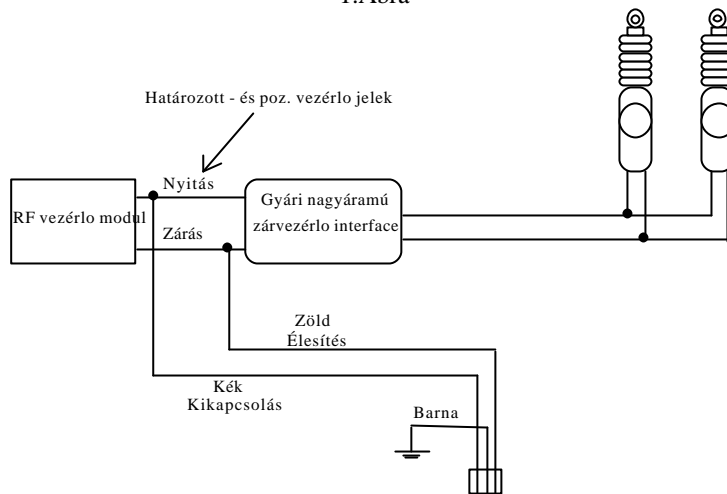 1.Ábra
Határozott - és poz. vezérlo jelek
Nyitás
RF vezérlo modul
Zárás
Gyári nagyáramú
zárvezérlo interface
Zöld
Élesítés
Kék
Kikapcsolás
Barna